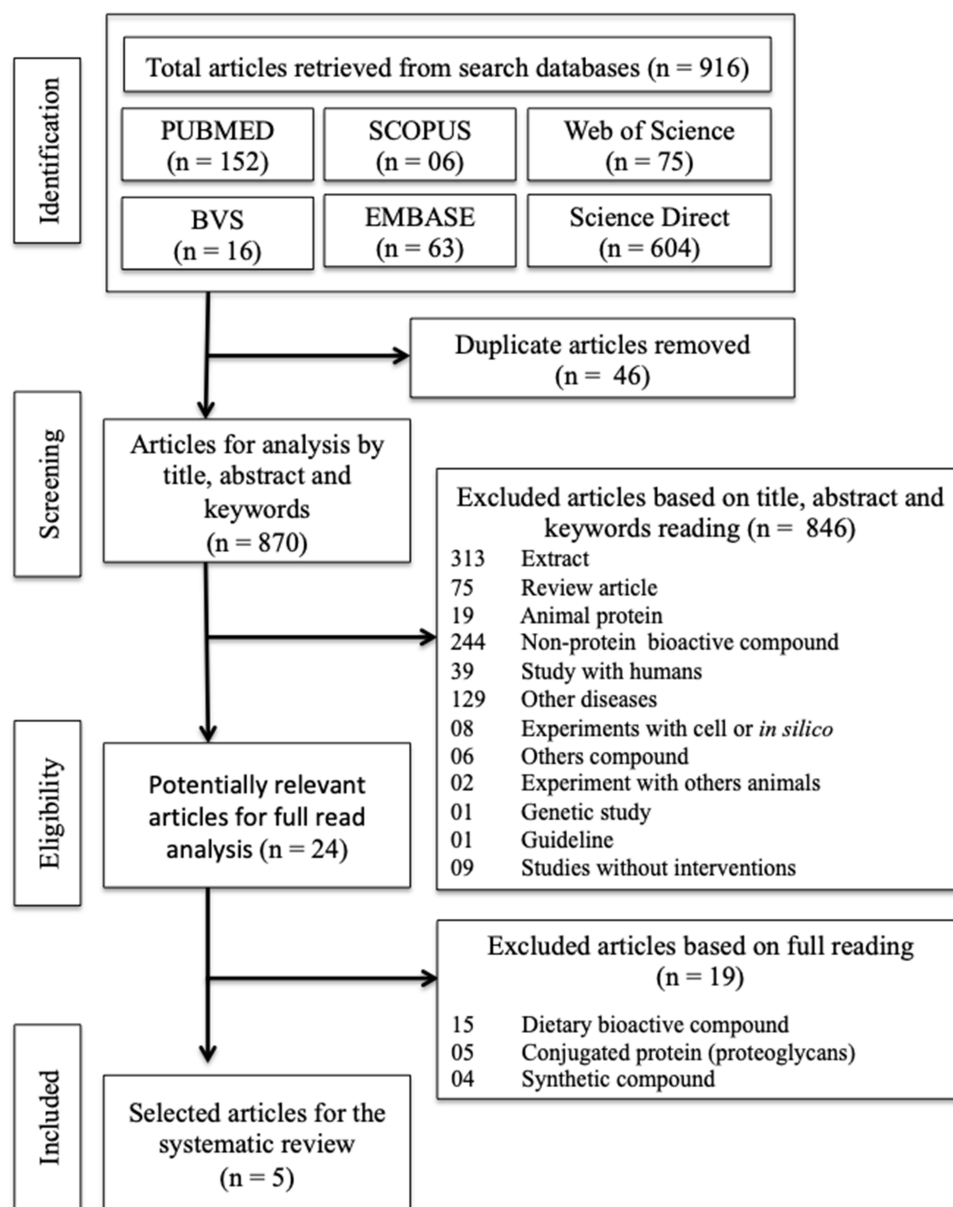 Identification
Total articles retrieved from search databases (n = 916)
PUBMED
(n = 152)
SCOPUS
(n = 06)
Web of Science
(n = 75)
BVS
(n = 16)
EMBASE
(n = 63)
Science Direct
(n = 604)
Duplicate articles removed
(n = 46)
Screening
Articles for analysis by
title, abstract and
keywords
(n = 870)
Excluded articles based on title, abstract and
keywords reading (n = 846)
313 Extract
75 Review article
19 Animal protein
244 Non-protein bioactive compound
39 Study with humans
129 Other diseases
08 Experiments with cell or in silico
06 Others compound
02 Experiment with others animals
01 Genetic study
01 Guideline
09 Studies without interventions
Eligibility
Potentially relevant
articles for full read
analysis (n = 24)
Excluded articles based on full reading
(n = 19)
15 Dietary bioactive compound
05 Conjugated protein (proteoglycans)
04 Synthetic compound
Included
Selected articles for the
systematic review
(n = 5)